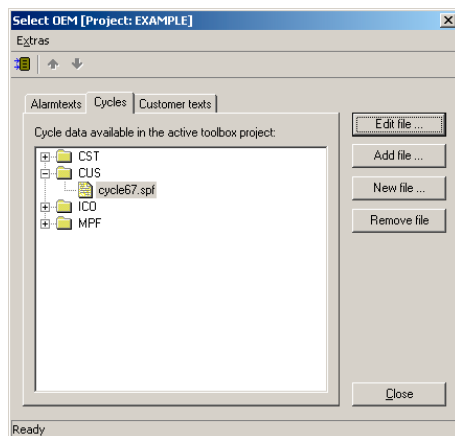 Select OEM [Project: EXAMPLE]
Extras
Alarmtexts Cycles Customer texts
Cycle data available in the active toolbox project:
CST
CUS
cycle67.spf
ICO
MPF
Edit file ...
Add file ...
New file ...
Remove file
Close
Ready